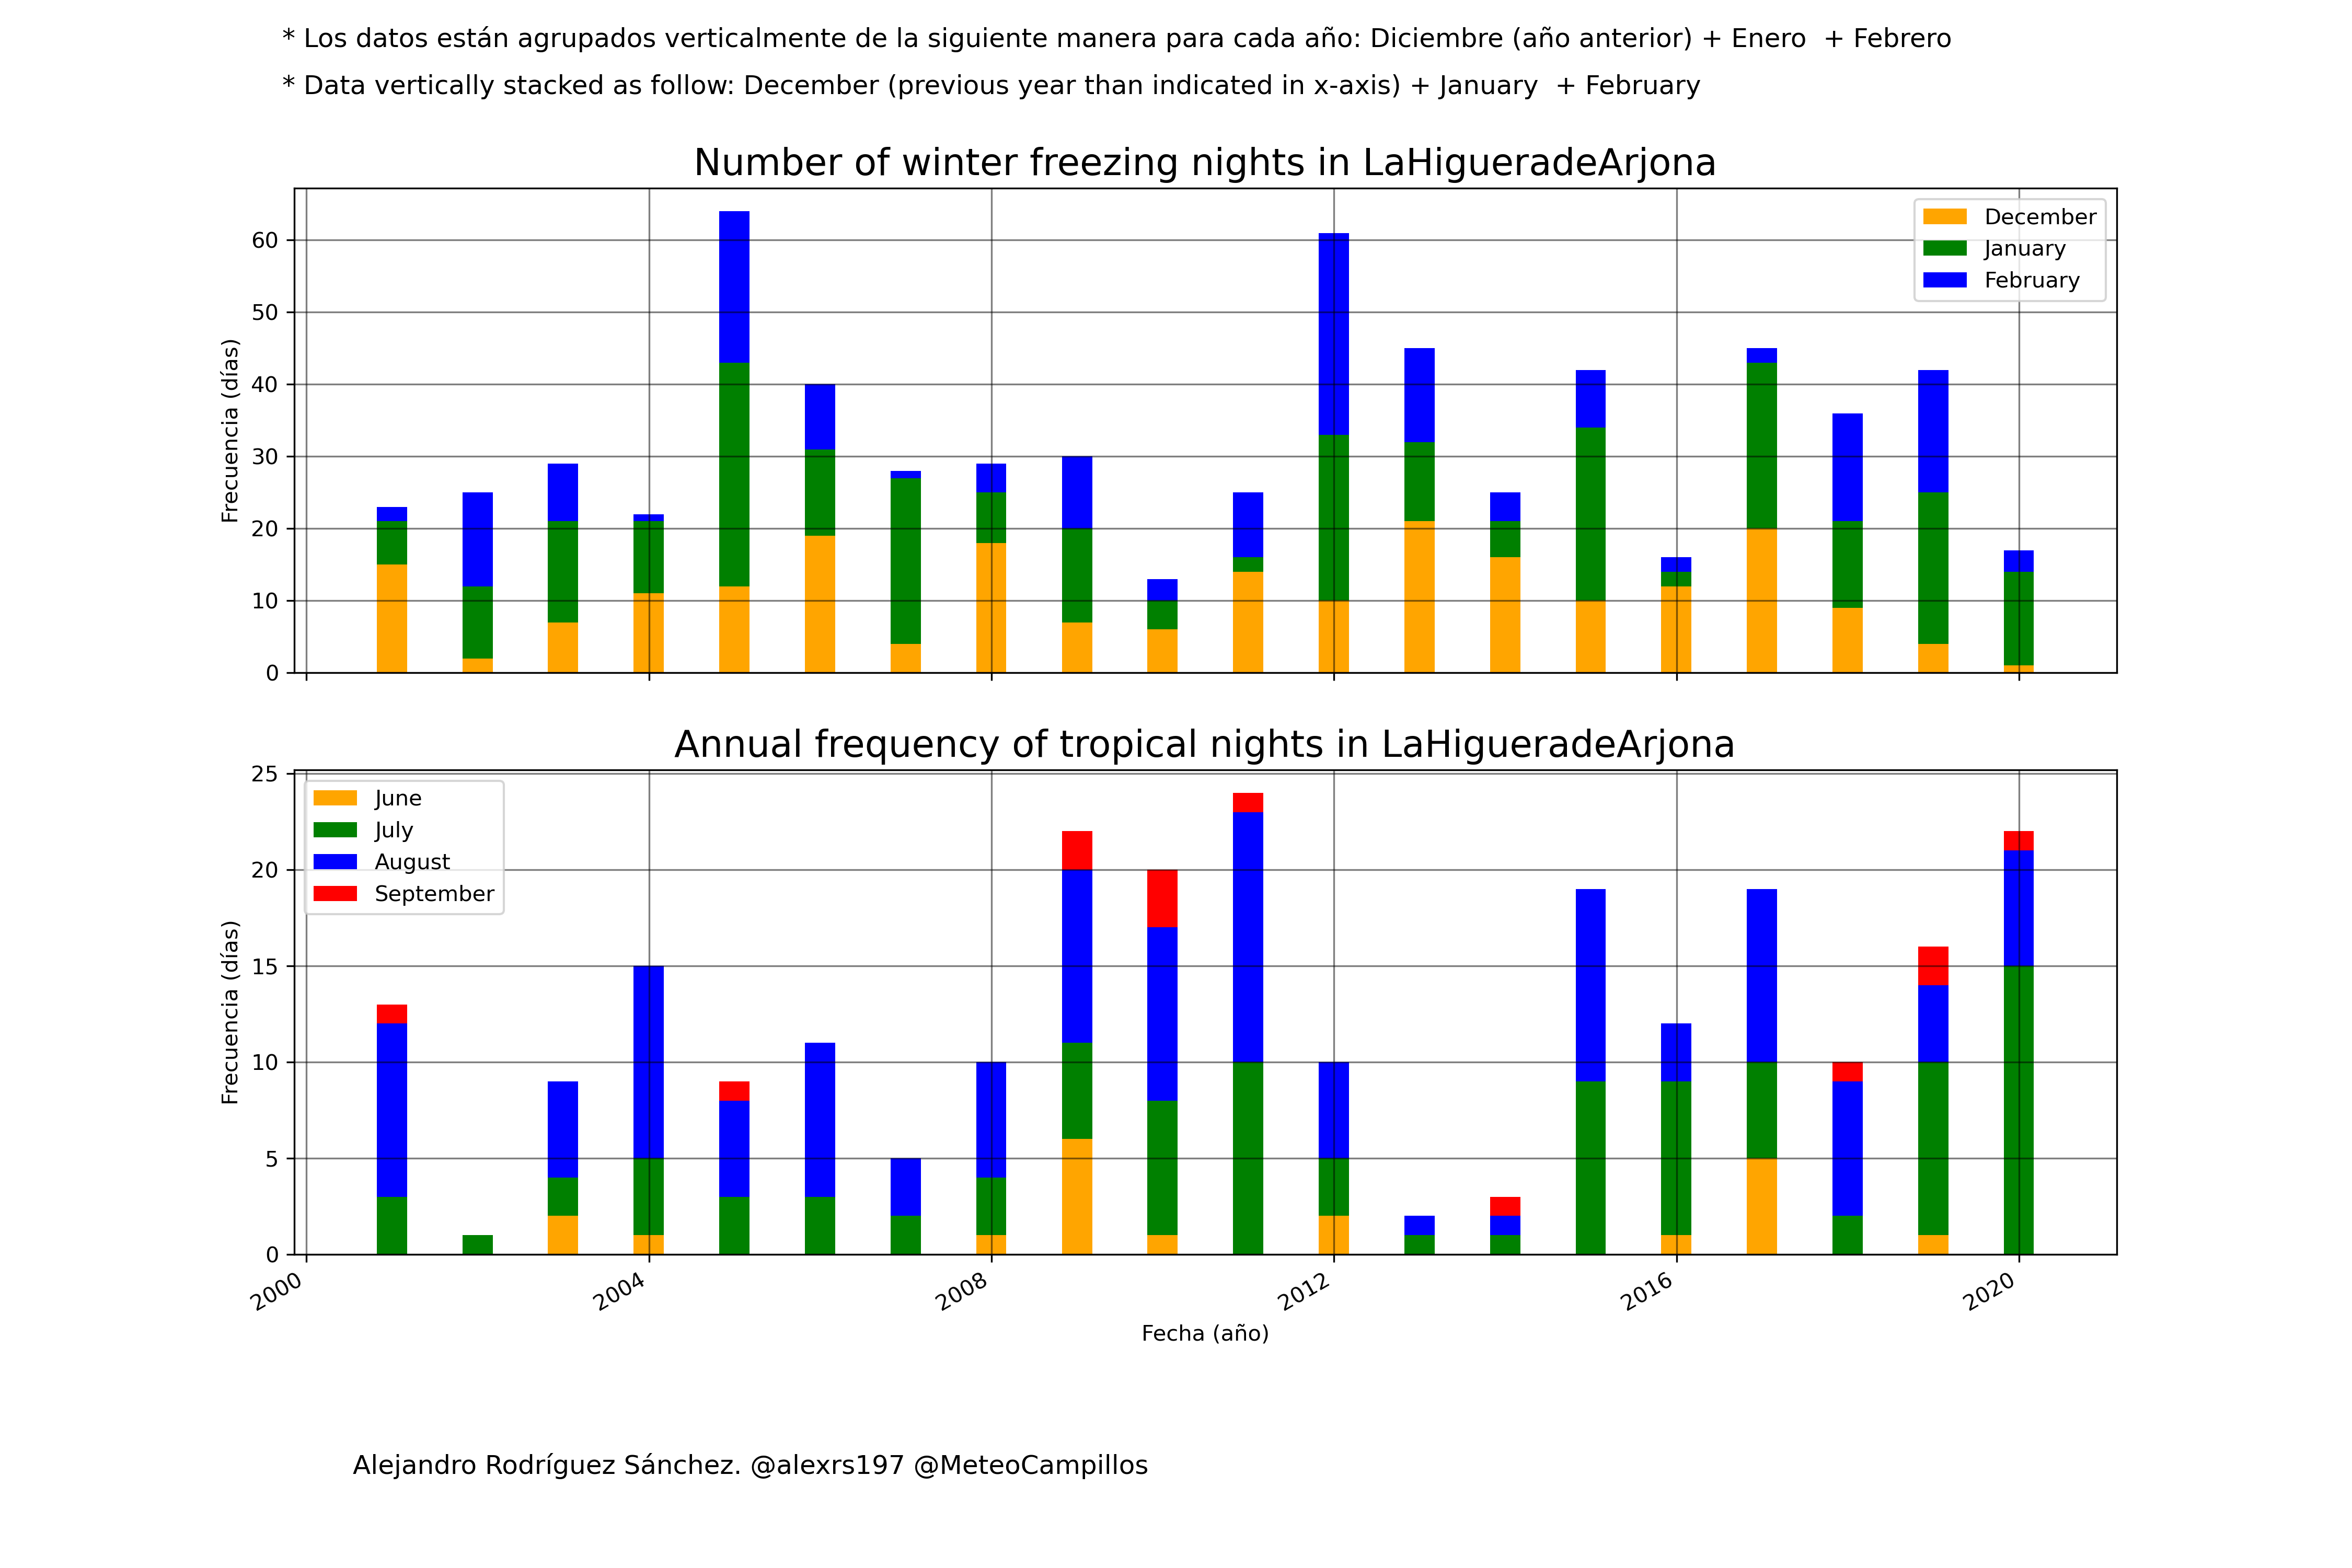 * Los datos están agrupados verticalmente de la siguiente manera para cada año: Diciembre (año anterior) + Enero  + Febrero
* Data vertically stacked as follow: December (previous year than indicated in x-axis) + January  + February
Number of winter freezing nights in LaHigueradeArjona
Frecuencia (días)
60
50
40
30
20
10
0
December
January
February
Annual frequency of tropical nights in LaHigueradeArjona
Frecuencia (días)
25
20
15
10
5
0
June
July
August
September
2000
2004
2008
2012
2016
2020
Fecha (año)
Alejandro Rodríguez Sánchez. @alexrs197 @MeteoCampillos